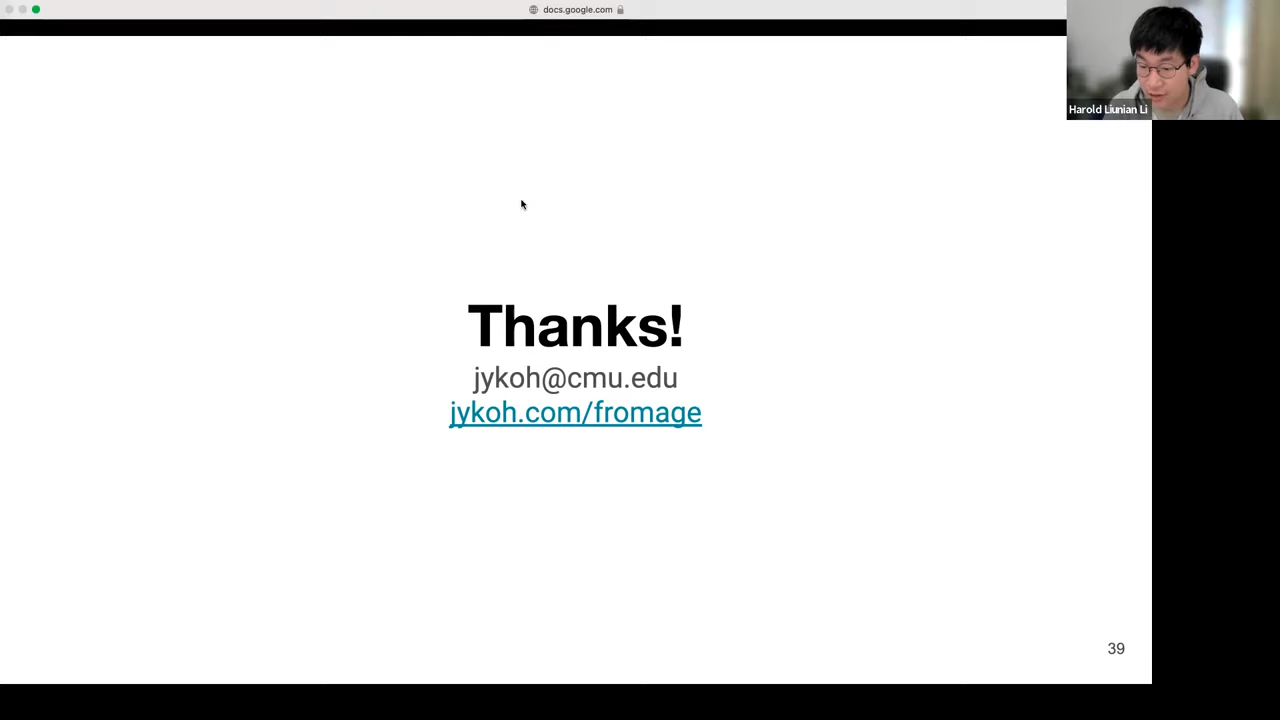 docs.google.com
Harold Liunian Li
Thanks!
jykoh@cmu.edu
jykoh.com/fromage
39